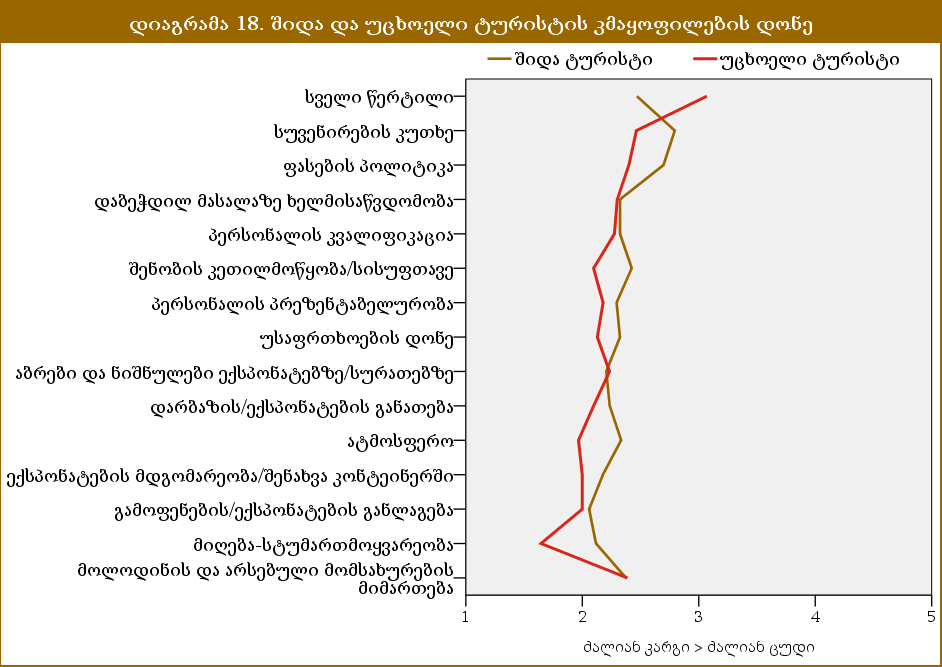 დიაგრამა 18. შიდა და უცხოელი ტურისტის კმაყოფილების დონე
შიდა ტურისტი უცხოელი ტურისტი
სველი წერტილი
სუვენირების კუთხე
ფასების პოლიტიკა
დაბეჭდილ მასალაზე ხელმისაწვდომობა
პერსონალის კვალიფიკაცია
შენობის კეთილმოწყობა/სისუფთავე
პერსონალის პრეზენტაბელურობა
უსაფრთხოების დონე
აბრები და ნიშნულები ექსპონატებზე/სურათებზე
დარბაზის/ექსპონატების განათება
ატმოსფერო
ექსპონატების მდგომარეობა/შენახვა კონტეინერში
გამოფენების/ექსპონატების განლაგება
მიღება-სტუმართმოყვარეობა
მოლოდინის და არსებული მომსახურების
მიმართება
1 2 3 4 5
ძალიან კარგი > ძალიან ცუდი